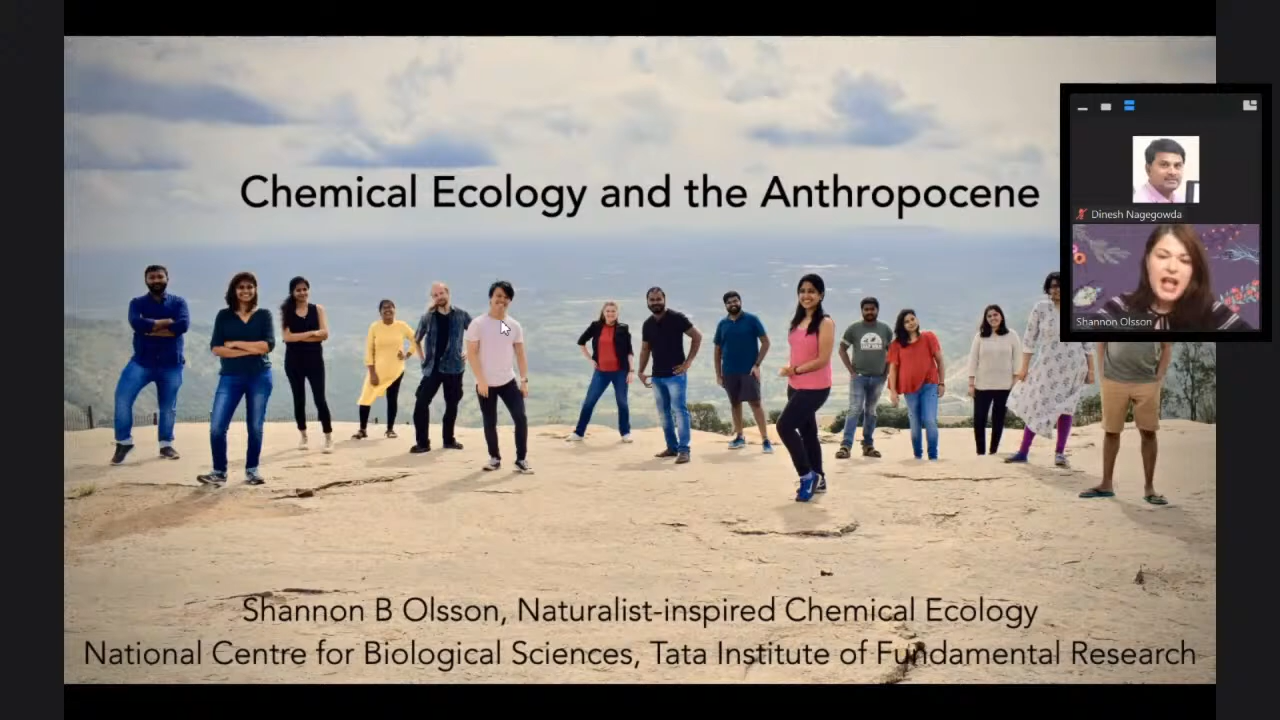 Chemical Ecology and the Anthropocene
Dinesh Nagegowda
Shannon Olsson
Shannon B Olsson, Naturalist-inspired Chemical Ecology
National Centre for Biological Sciences, Tata Institute of Fundamental Research